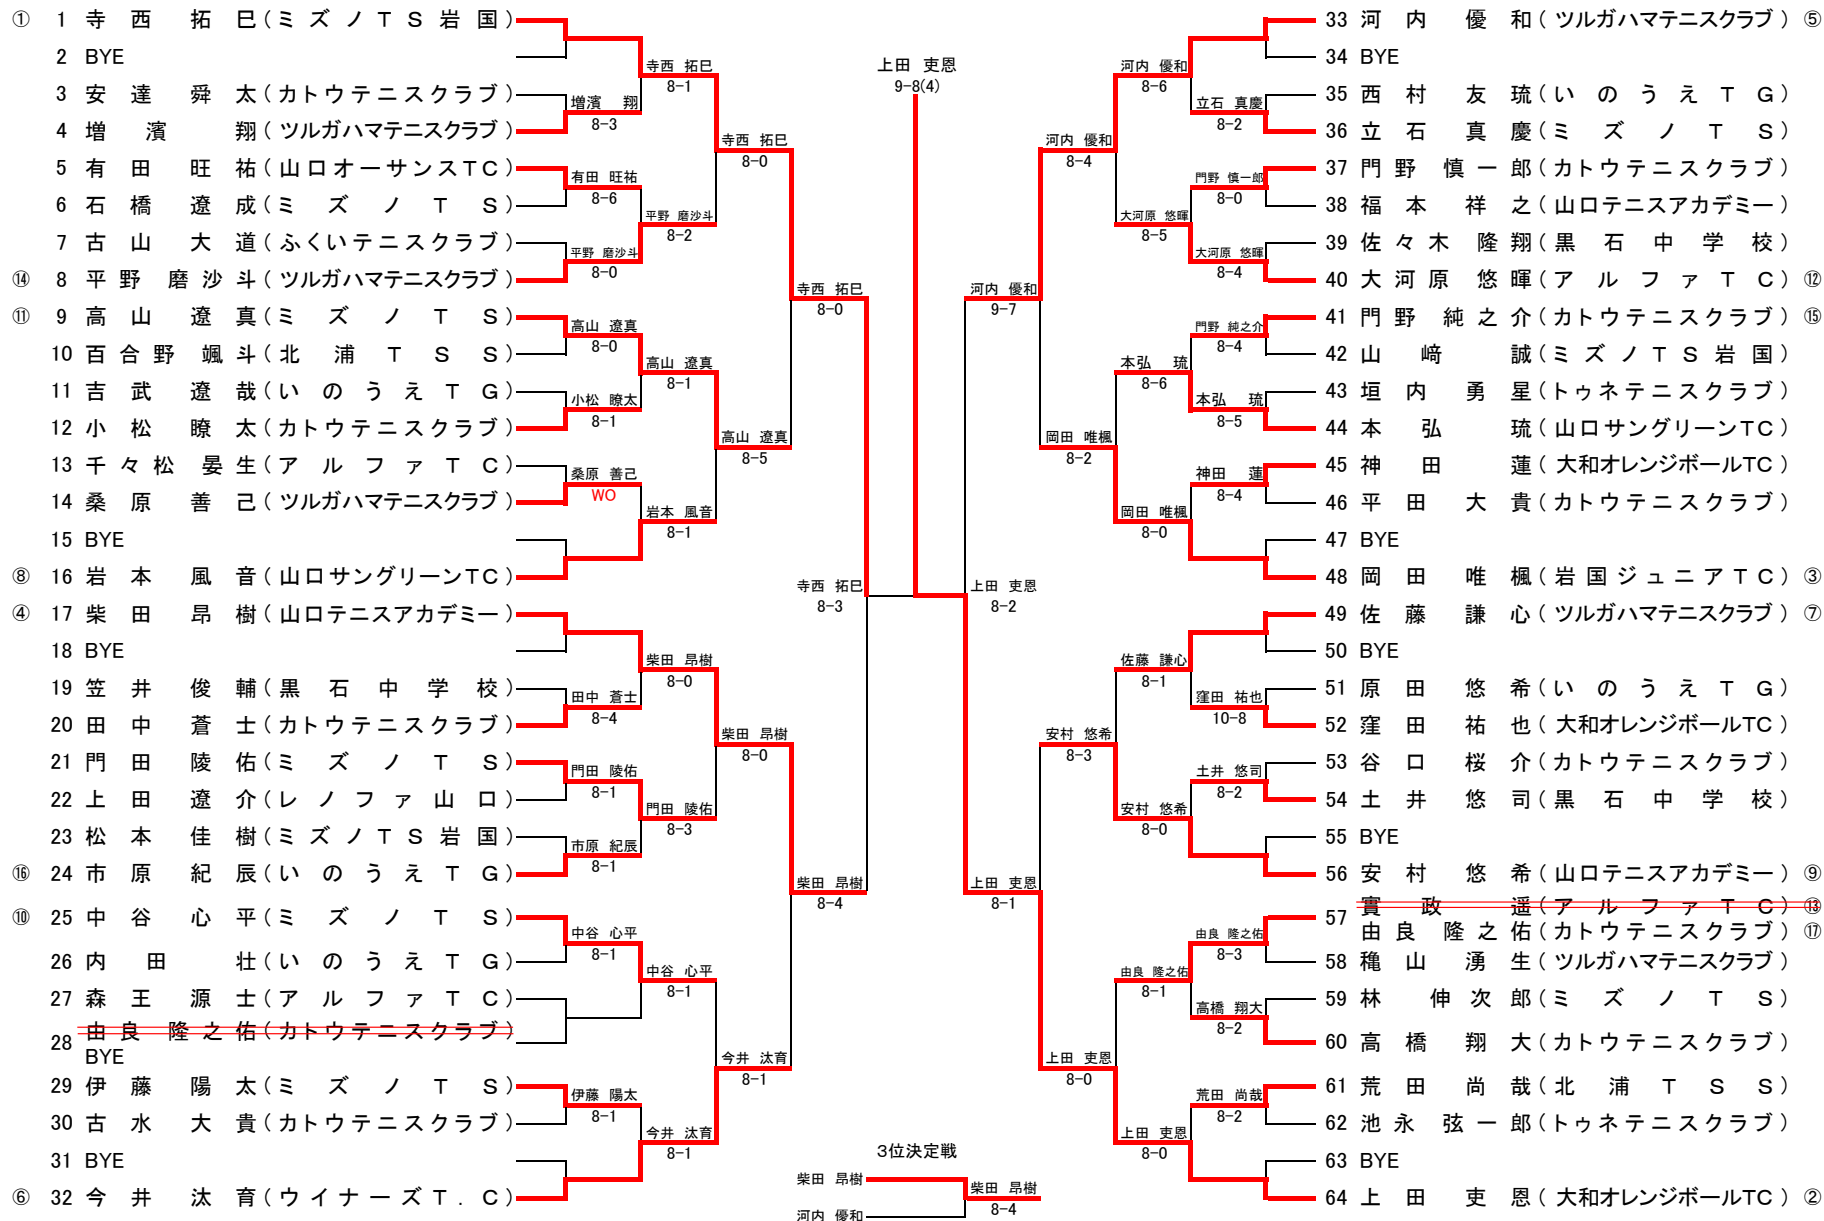 ① 1 寺西 拓巳(ミズノTS岩国)
2 BYE
3 安達 舜太(カトウテニスクラブ)
4 増濱 翔(ツルガハマテニスクラブ)
5 有田 旺祐(山口オーサンスTC)
6 石橋 遼成(ミズノTS)
7 古山 大道(ふくいテニスクラブ)
⑭ 8 平野 磨沙斗(ツルガハマテニスクラブ)
⑪ 9 高山 遼真(ミズノTS)
10 百合野 颯斗(北浦TSS)
11 吉武 遼哉(いのうえTG)
12 小松 瞭太(カトウテニスクラブ)
13 千々松 晏生(アルファTC)
14 桑原 善己(ツルガハマテニスクラブ)
15 BYE
⑧ 16 岩本 風音(山口サングリーンTC)
④ 17 柴田 昂樹(山口テニスアカデミー)
18 BYE
19 笠井 俊輔(黒石中学校)
20 田中 蒼士(カトウテニスクラブ)
21 門田 陵佑(ミズノTS)
22 上田 遼介(レノファ山口)
23 松本 佳樹(ミズノTS岩国)
⑯ 24 市原 紀辰(いのうえTG)
⑩ 25 中谷 心平(ミズノTS)
26 内田 壮(いのうえTG)
27 森王 源士(アルファTC)
28 由良 隆之佑(カトウテニスクラブ)
BYE
29 伊藤 陽太(ミズノTS)
30 古水 大貴(カトウテニスクラブ)
31 BYE
⑥ 32 今井 汰育(ウイナーズT.C)
増濱 翔
8-3
有田 旺祐
8-6
平野 磨沙斗
8-0
高山 遼真
8-0
小松 瞭太
8-1
桑原 善己
WO
田中 蒼士
8-4
門田 陵佑
8-1
市原 紀辰
8-1
中谷 心平
8-1
伊藤 陽太
8-1
寺西 拓巳
8-1
平野 磨沙斗
8-2
高山 遼真
8-1
岩本 風音
8-1
柴田 昂樹
8-0
門田 陵佑
8-3
中谷 心平
8-1
今井 汰育
8-1
寺西 拓巳
8-0
高山 遼真
8-5
柴田 昂樹
8-0
今井 汰育
8-1
寺西 拓巳
8-0
柴田 昂樹
8-4
寺西 拓巳
8-3
上田 吏恩
9-8(4)
上田 吏恩
8-2
河内 優和
9-7
上田 吏恩
8-1
河内 優和
8-4
岡田 唯楓
8-2
安村 悠希
8-3
上田 吏恩
8-0
河内 優和
8-6
大河原 悠暉
8-5
本弘 琉
8-6
岡田 唯楓
8-0
佐藤 謙心
8-1
安村 悠希
8-0
由良 隆之佑
8-1
上田 吏恩
8-0
立石 真慶
8-2
門野 慎一郎
8-0
大河原 悠暉
8-4
門野 純之介
8-4
本弘 琉
8-5
神田 蓮
8-4
窪田 祐也
10-8
土井 悠司
8-2
由良 隆之佑
8-3
高橋 翔大
8-2
荒田 尚哉
8-2
33 河内 優和(ツルガハマテニスクラブ) ⑤
34 BYE
35 西村 友琉(いのうえTG)
36 立石 真慶(ミズノTS)
37 門野 慎一郎(カトウテニスクラブ)
38 福本 祥之(山口テニスアカデミー)
39 佐々木 隆翔(黒石中学校)
40 大河原 悠暉(アルファTC) ⑫
41 門野 純之介(カトウテニスクラブ) ⑮
42 山﨑 誠(ミズノTS岩国)
43 垣内 勇星(トゥネテニスクラブ)
44 本弘 琉(山口サングリーンTC)
45 神田 蓮(大和オレンジボールTC)
46 平田 大貴(カトウテニスクラブ)
47 BYE
48 岡田 唯楓(岩国ジュニアTC) ③
49 佐藤 謙心(ツルガハマテニスクラブ) ⑦
50 BYE
51 原田 悠希(いのうえTG)
52 窪田 祐也(大和オレンジボールTC)
53 谷口 桜介(カトウテニスクラブ)
54 土井 悠司(黒石中学校)
55 BYE
56 安村 悠希(山口テニスアカデミー) ⑨
57 實政 遥(アルファTC) ⑬
由良 隆之佑(カトウテニスクラブ) ⑰
58 穐山 湧生(ツルガハマテニスクラブ)
59 林 伸次郎(ミズノTS)
60 高橋 翔大(カトウテニスクラブ)
61 荒田 尚哉(北浦TSS)
62 池永 弦一郎(トゥネテニスクラブ)
63 BYE
64 上田 吏恩(大和オレンジボールTC) ②
3位決定戦
柴田 昂樹
河内 優和
柴田 昂樹
8-4